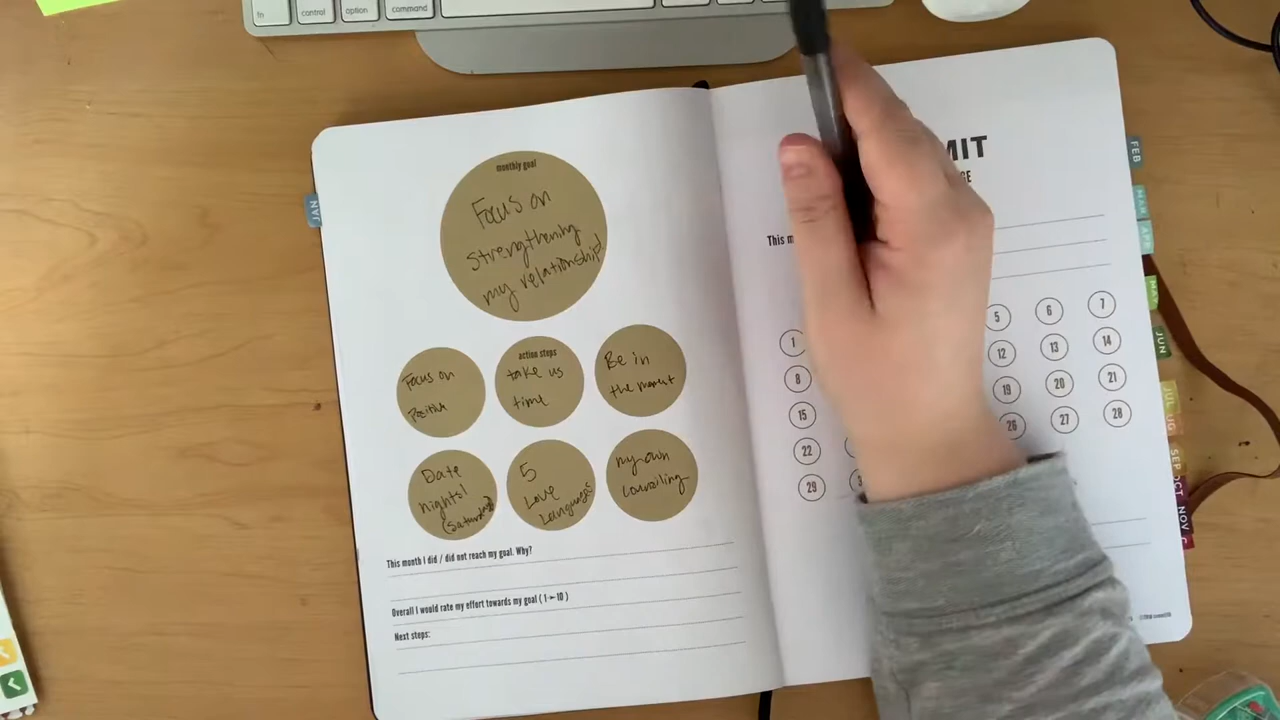 fn
control
option
command
JAN
monthly goal
Focus on
strengthening
my relationship!
Focus on
Positive
action steps
take us
time
Be in
the moment
Date
nights!
5
Love
Languages
my own
This month I did / did not reach my goal. Why?
Overall I would rate my effort towards my goal ( 1 → 10 )
Next steps:
MIT
This
1
5
6
7
8
12
13
14
15
19
20
21
22
26
27
28
29
FEB
MAR
APR
MAY
JUN
JUL
SEP
OCT
NOV